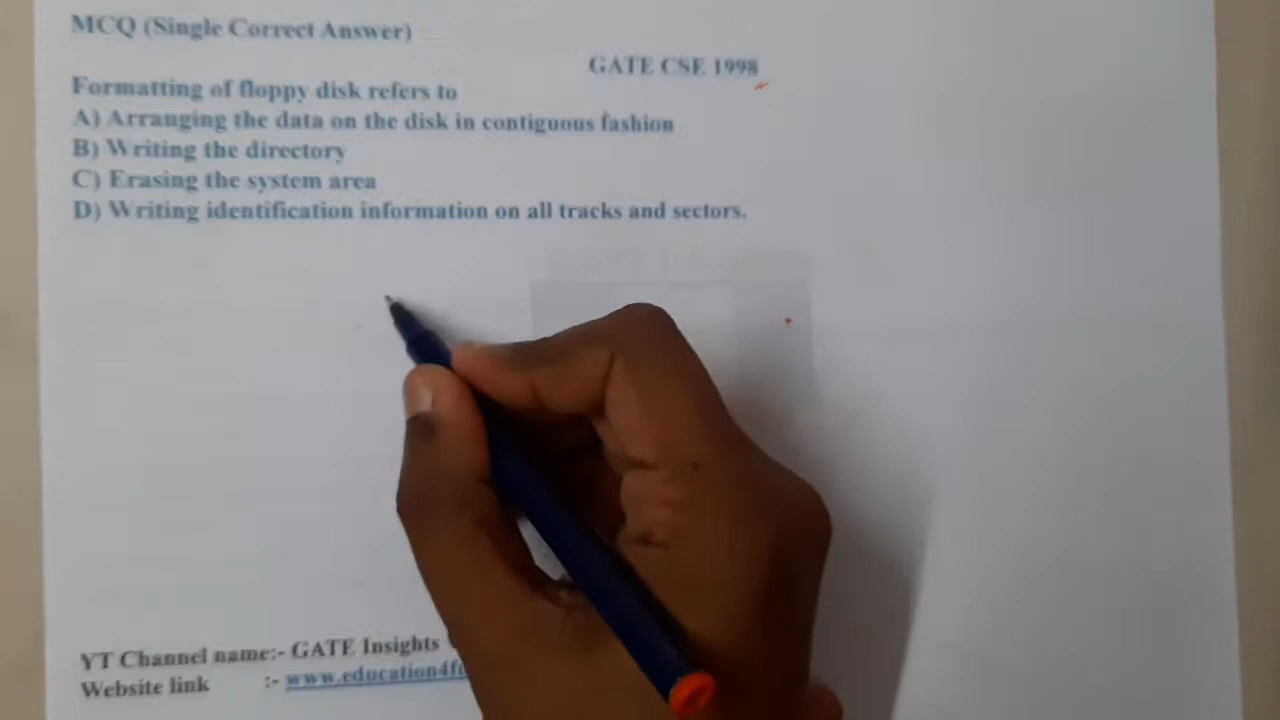 MCQ (Single Correct Answer)
GATE CSE 1998
Formatting of floppy disk refers to
A) Arranging the data on the disk in contiguous fashion
B) Writing the directory
C) Erasing the system area
D) Writing identification information on all tracks and sectors.
YT Channel name:- GATE Insights
Website link :- www.education4f